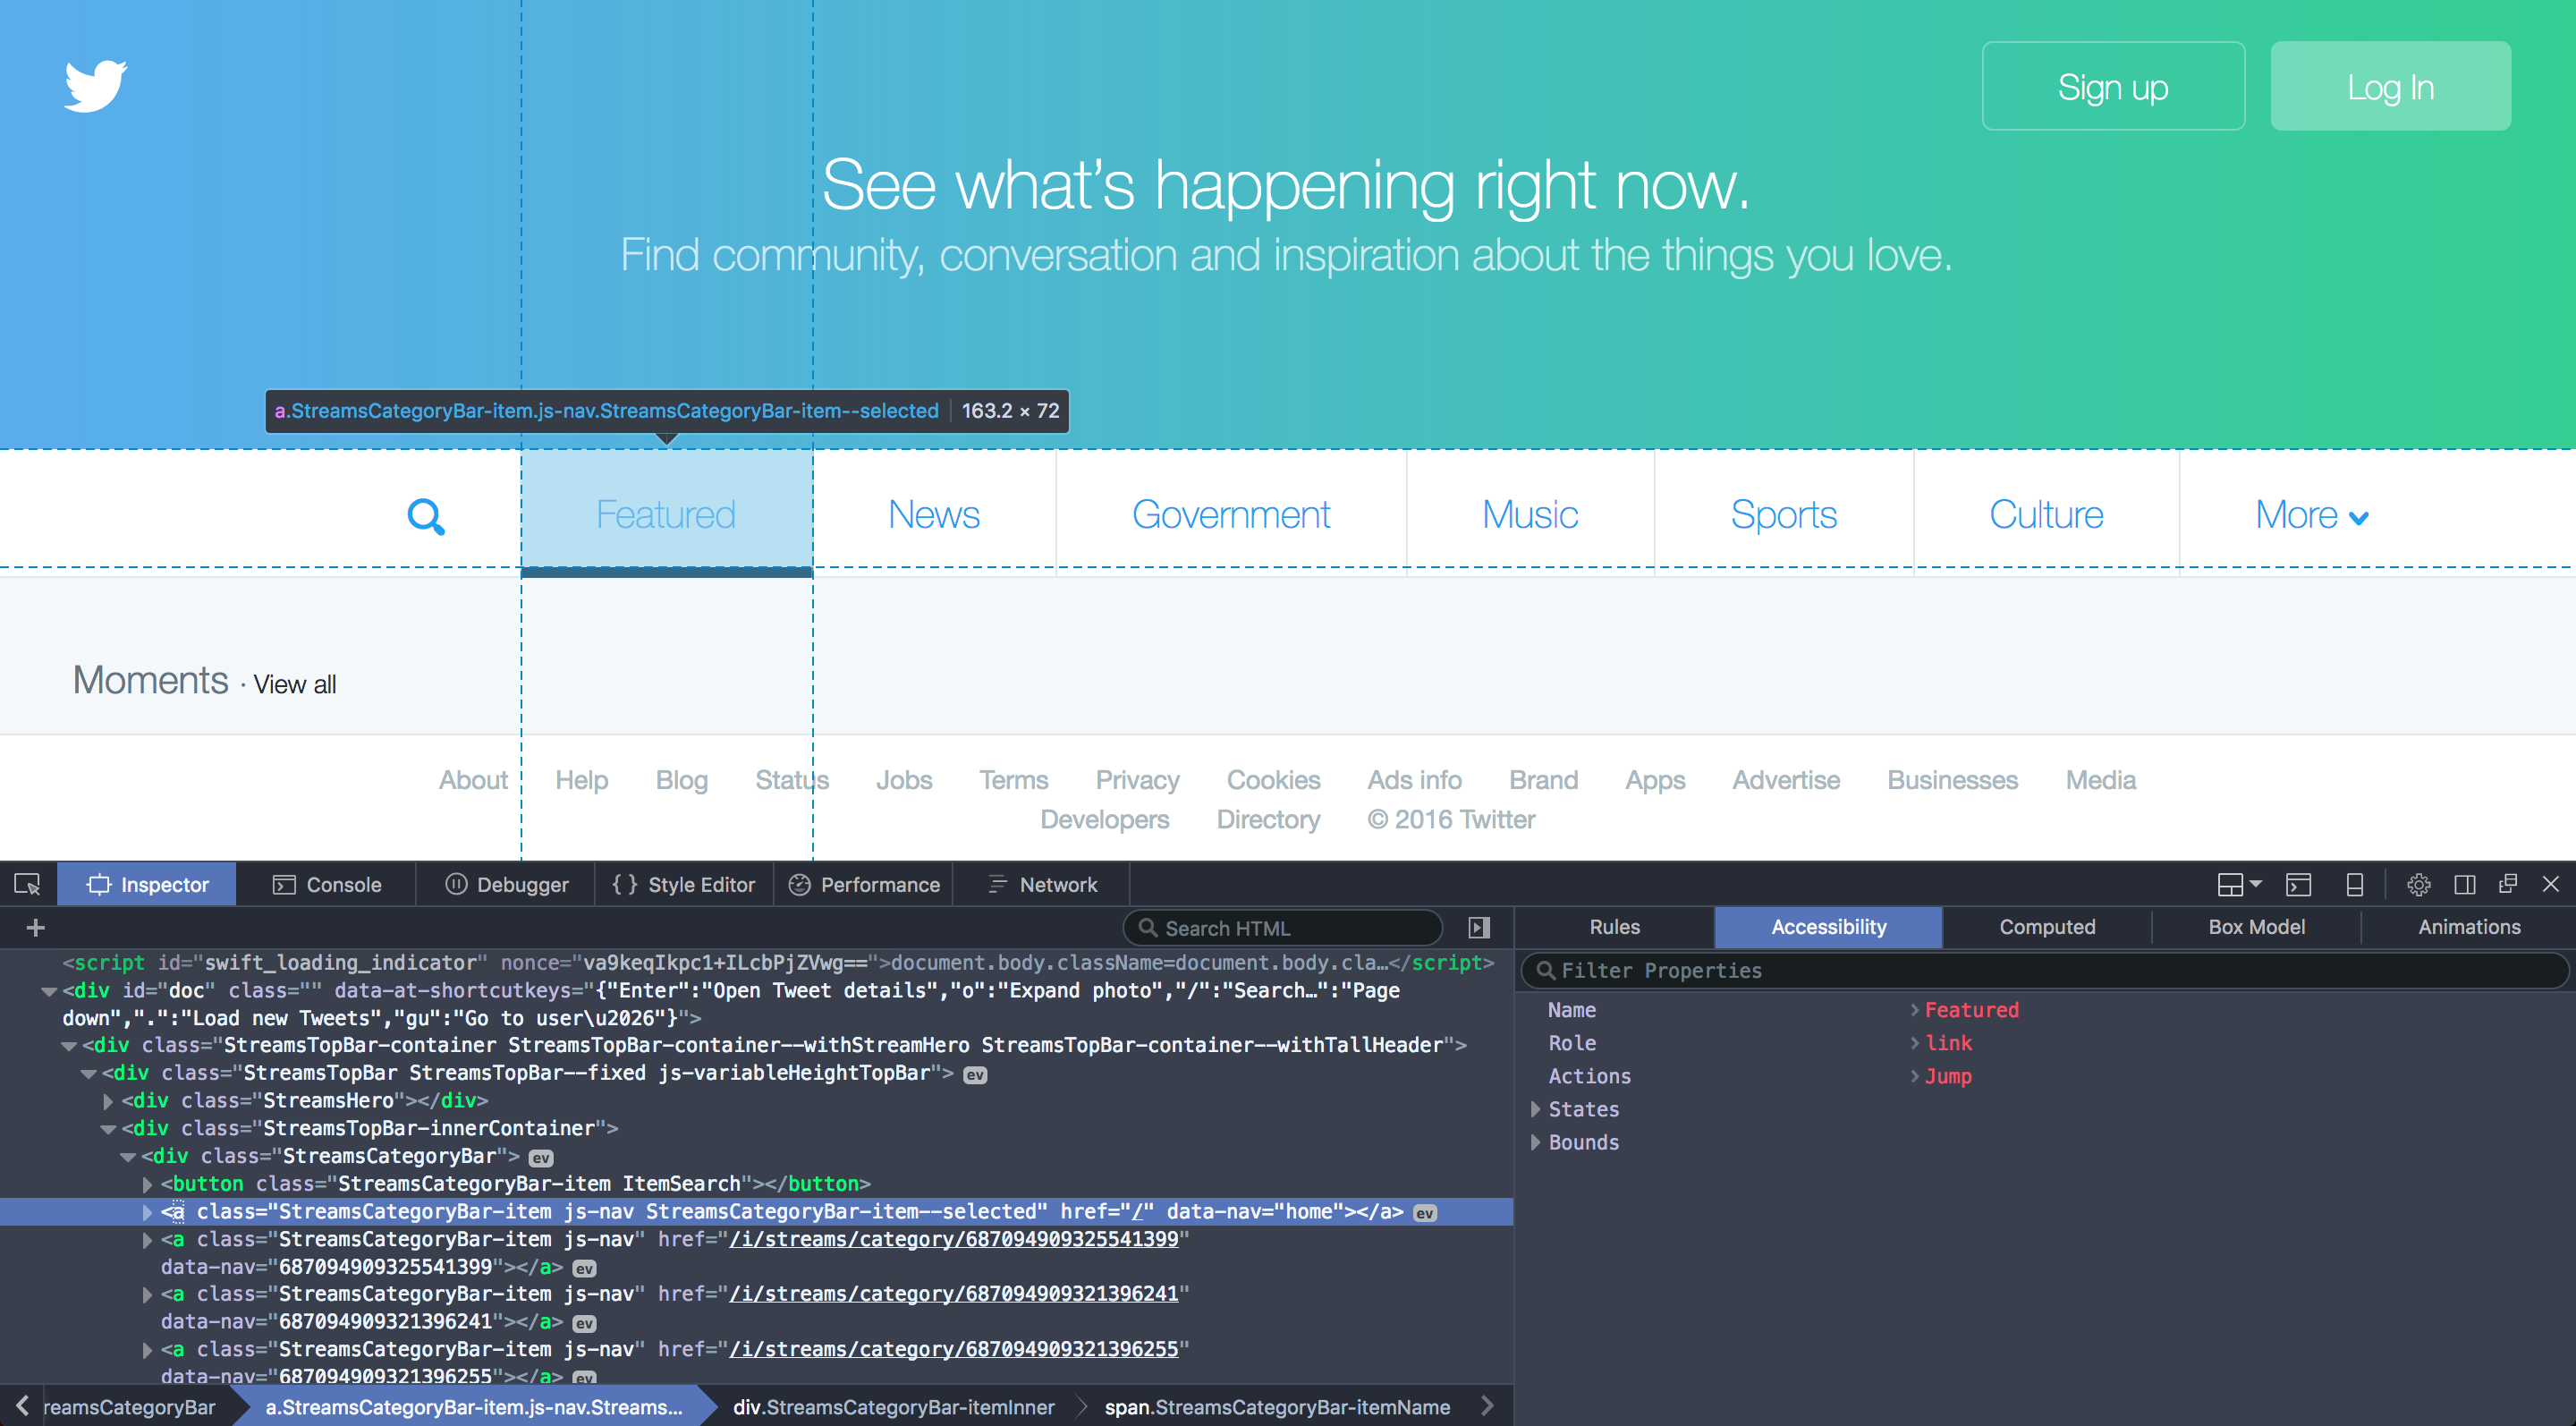 Sign up
Log In
See what's happening right now.
Find community, conversation and inspiration about the things you love.
a.StreamsCategoryBar-item.js-nav.StreamsCategoryBar-item--selected 163.2 × 72
Featured News Government Music Sports Culture More
Moments · View all
About Help Blog Status Jobs Terms Privacy Cookies Ads info Brand Apps Advertise Businesses Media
Developers Directory © 2016 Twitter
Inspector Console Debugger Style Editor Performance Network
+ Search HTML
<script id="swift_loading_indicator" nonce="va9keqIkpc1+ILcbPjZVwg==">document.body.className=document.body.cla…</script>
<div id="doc" class="" data-at-shortcutkeys="{"Enter":"Open Tweet details","o":"Expand photo","/":"Search…":"Page
down",".":"Load new Tweets","gu":"Go to user\u2026"}">
<div class="StreamsTopBar-container StreamsTopBar-container--withStreamHero StreamsTopBar-container--withTallHeader">
<div class="StreamsTopBar StreamsTopBar--fixed js-variableHeightTopBar"> ev
<div class="StreamsHero"></div>
<div class="StreamsTopBar-innerContainer">
<div class="StreamsCategoryBar"> ev
<button class="StreamsCategoryBar-item ItemSearch"></button>
<a class="StreamsCategoryBar-item js-nav StreamsCategoryBar-item--selected" href="/" data-nav="home"></a> ev
<a class="StreamsCategoryBar-item js-nav" href="/i/streams/category/687094909325541399"
data-nav="687094909325541399"></a> ev
<a class="StreamsCategoryBar-item js-nav" href="/i/streams/category/687094909321396241"
data-nav="687094909321396241"></a> ev
<a class="StreamsCategoryBar-item js-nav" href="/i/streams/category/687094909321396255"
data-nav="687094909321396255"></a> ev
reamsCategoryBar a.StreamsCategoryBar-item.js-nav.Streams... div.StreamsCategoryBar-itemInner span.StreamsCategoryBar-itemName
Rules Accessibility Computed Box Model Animations
Filter Properties
Name Featured
Role link
Actions Jump
States
Bounds